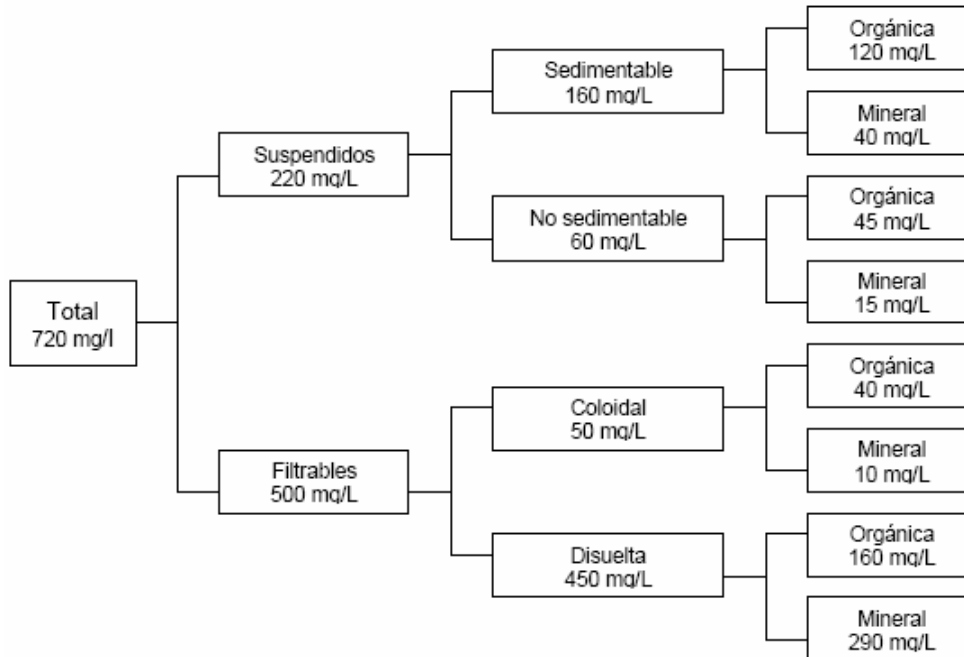 Total
720 mg/l
Suspendidos
220 mg/L
Filtrables
500 mg/L
Sedimentable
160 mg/L
No sedimentable
60 mg/L
Coloidal
50 mg/L
Disuelta
450 mg/L
Orgánica
120 mg/L
Mineral
40 mg/L
Orgánica
45 mg/L
Mineral
15 mg/L
Orgánica
40 mg/L
Mineral
10 mg/L
Orgánica
160 mg/L
Mineral
290 mg/L